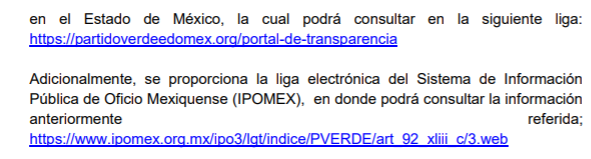 en el Estado de México, la cual podrá consultar en la siguiente liga:
https://partidoverdeedomex.org/portal-de-transparencia
Adicionalmente, se proporciona la liga electrónica del Sistema de Información
Pública de Oficio Mexiquense (IPOMEX), en donde podrá consultar la información
anteriormente referida;
https://www.ipomex.org.mx/ipo3/lgt/indice/PVERDE/art_92_xliii_c/3.web